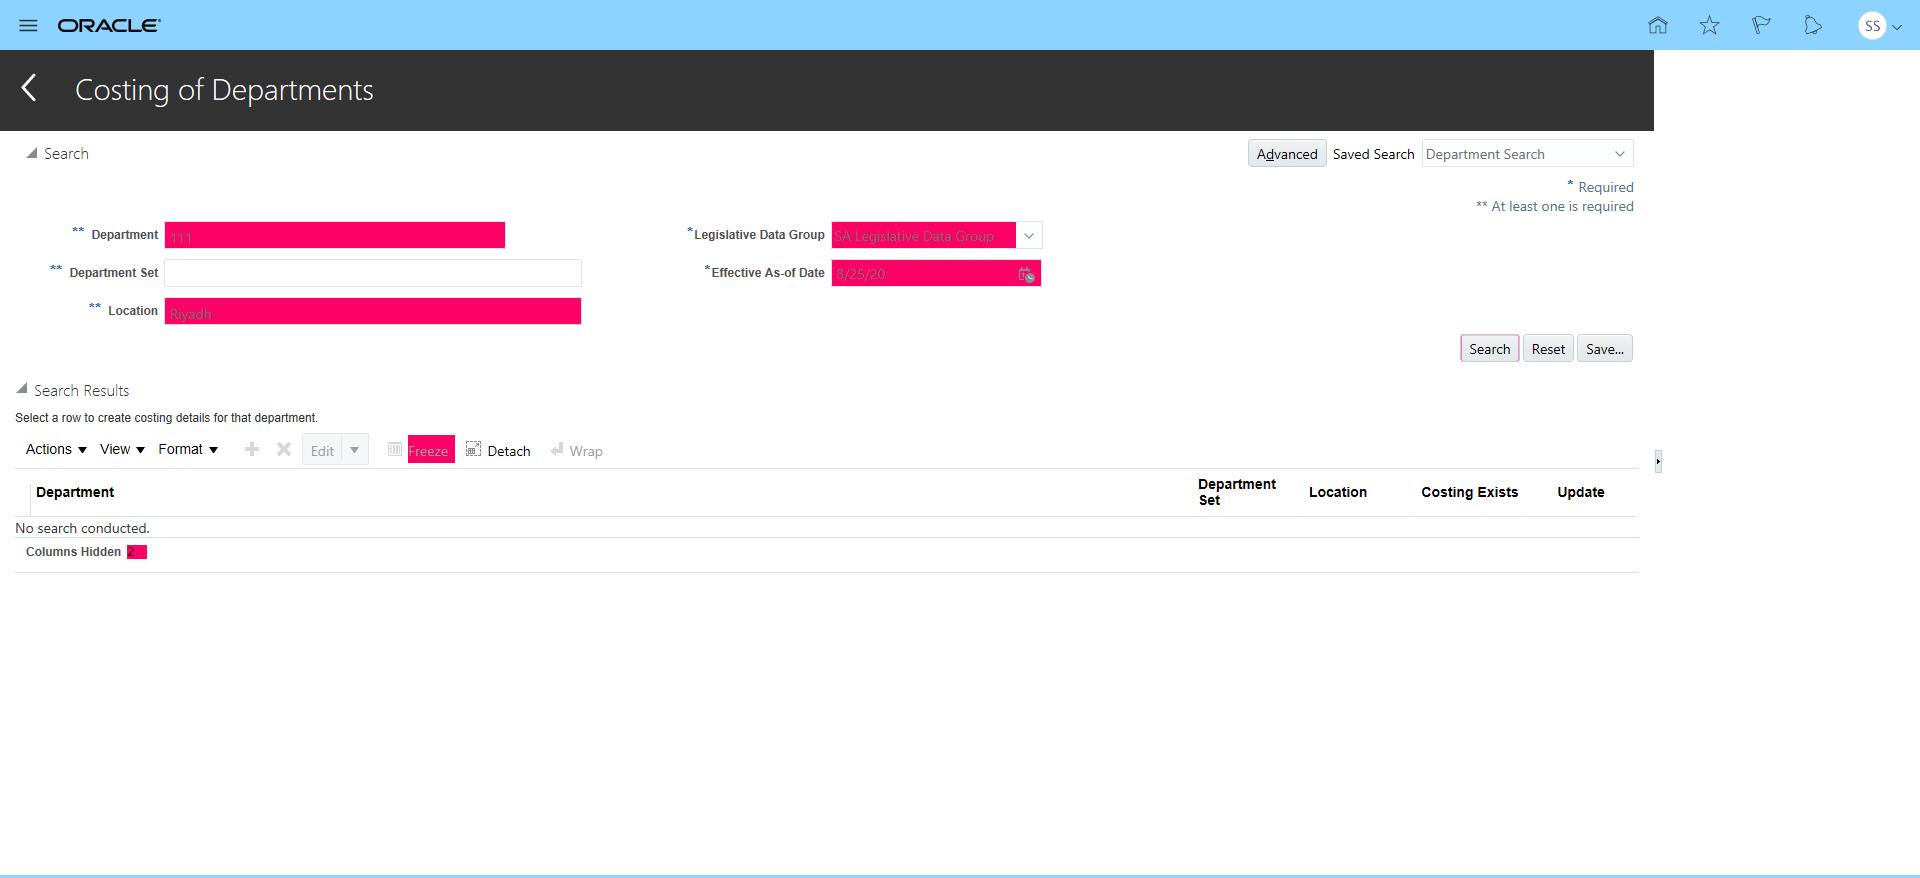 ORACLE
SS
Costing of Departments
Search
Advanced Saved Search Department Search
* Required
** At least one is required
** Department 111
*Legislative Data Group SA Legislative Data Group
** Department Set
*Effective As-of Date 8/25/20
** Location Riyadh
Search Reset Save...
Search Results
Select a row to create costing details for that department.
Actions View Format Edit Freeze Detach Wrap
Department Department Set Location Costing Exists Update
No search conducted.
Columns Hidden 2